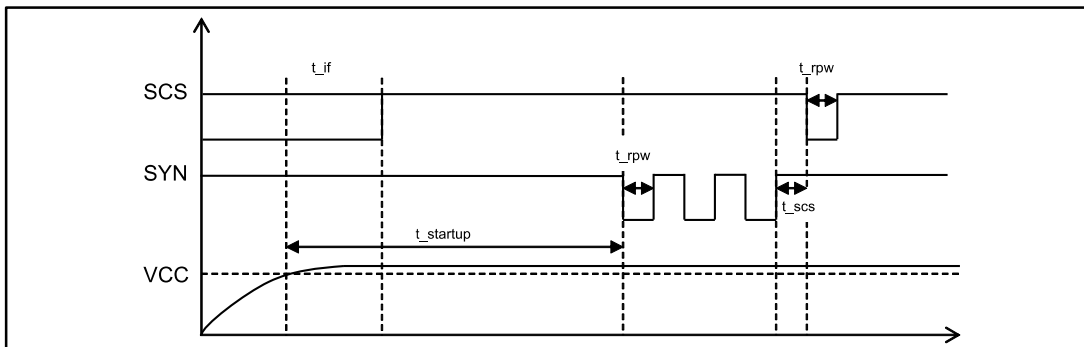 t_if
t_rpw
SCS
t_rpw
SYN
t_scs
t_startup
VCC